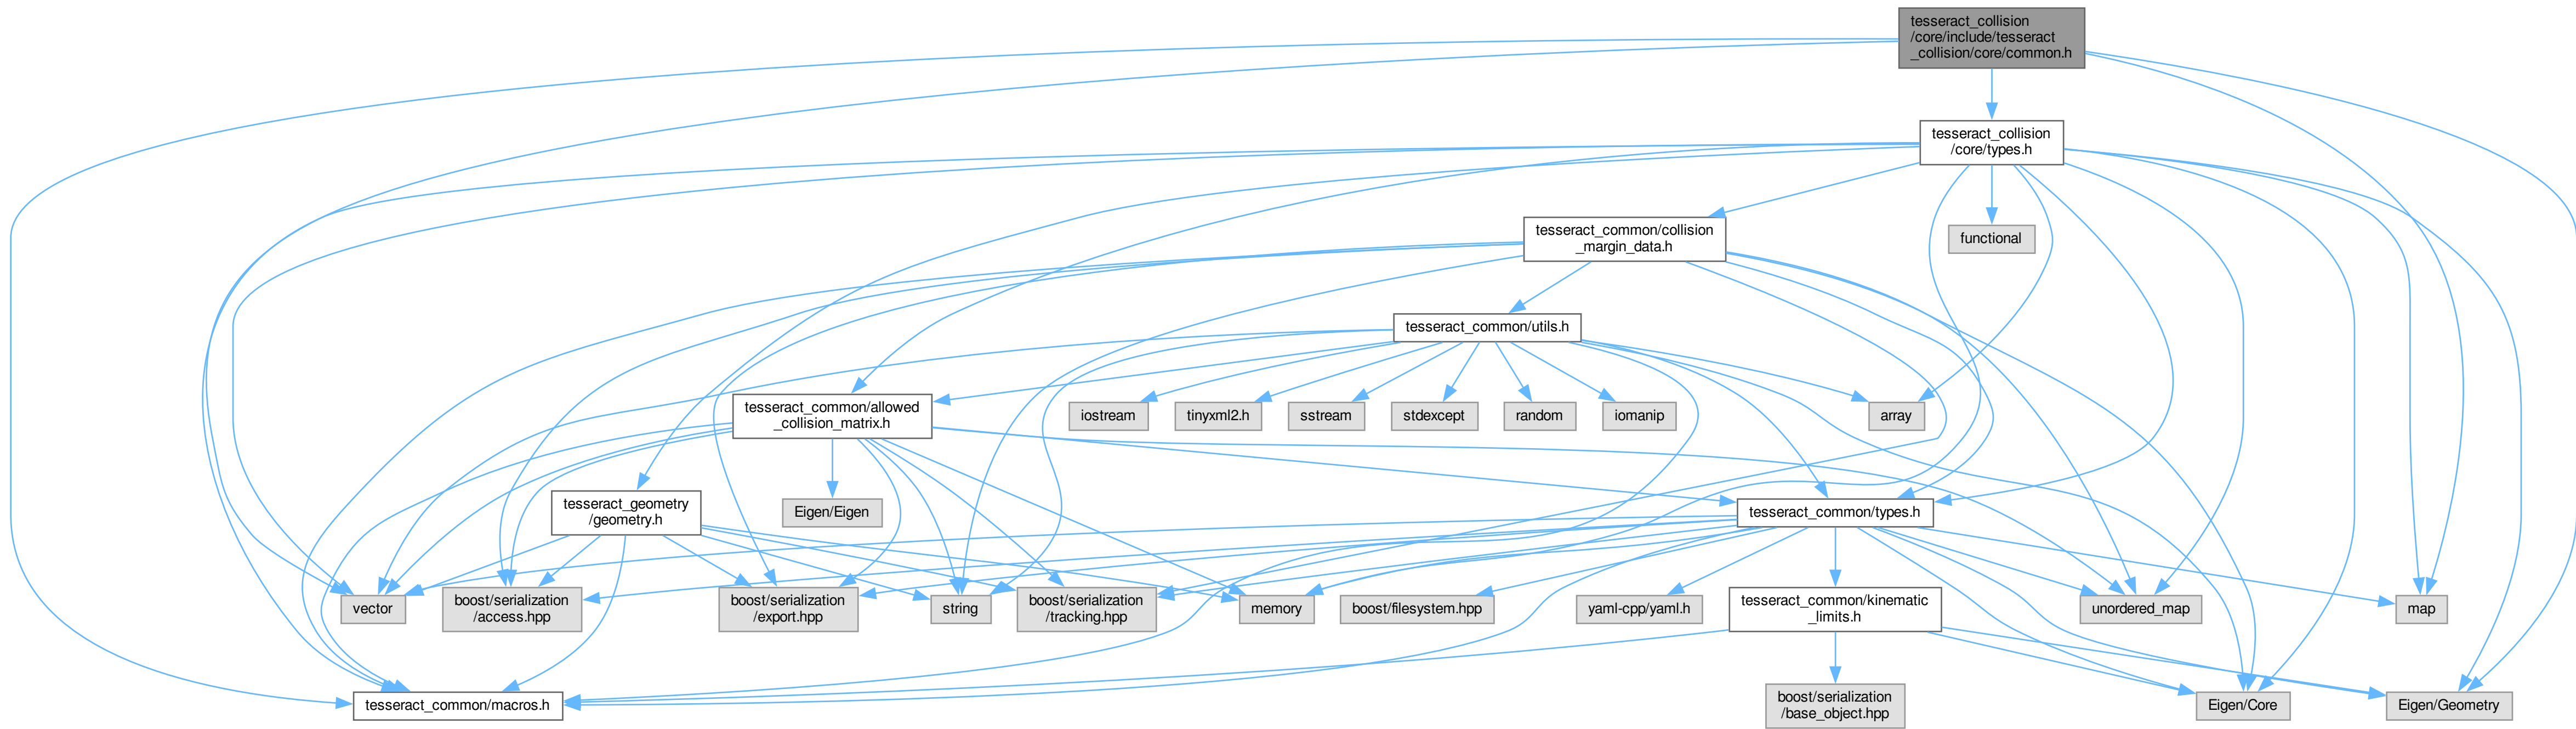 tesseract_collision
/core/include/tesseract
_collision/core/common.h
tesseract_collision
/core/types.h
tesseract_common/collision
_margin_data.h
functional
tesseract_common/utils.h
tesseract_common/allowed
_collision_matrix.h
iostream
tinyxml2.h
sstream
stdexcept
random
iomanip
array
tesseract_geometry
/geometry.h
Eigen/Eigen
tesseract_common/types.h
vector
boost/serialization
/access.hpp
boost/serialization
/export.hpp
string
boost/serialization
/tracking.hpp
memory
boost/filesystem.hpp
yaml-cpp/yaml.h
tesseract_common/kinematic
_limits.h
unordered_map
map
tesseract_common/macros.h
boost/serialization
/base_object.hpp
Eigen/Core
Eigen/Geometry